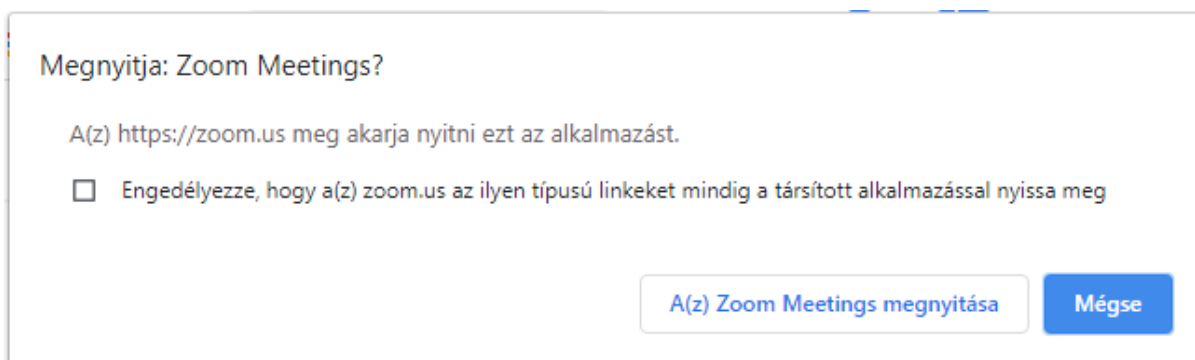 Megnyitja: Zoom Meetings?
A(z) https://zoom.us meg akarja nyitni ezt az alkalmazást.
Engedélyezze, hogy a(z) zoom.us az ilyen típusú linkeket mindig a társított alkalmazással nyissa meg
A(z) Zoom Meetings megnyitása
Mégse